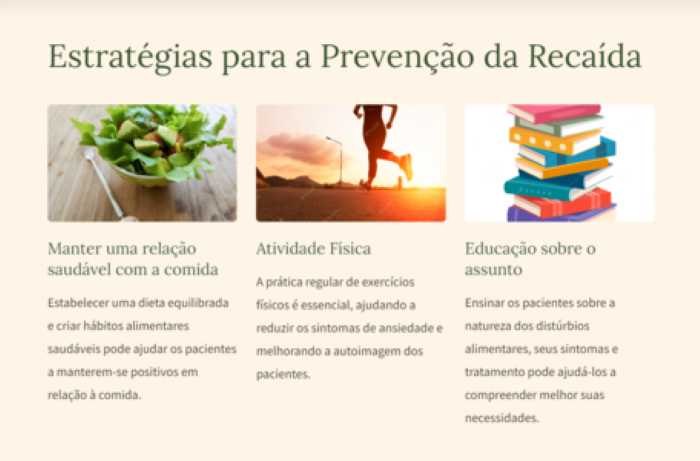 Estratégias para a Prevenção da Recaída
Manter uma relação
saudável com a comida
Estabelecer uma dieta equilibrada
e criar hábitos alimentares
saudáveis pode ajudar os pacientes
a manterem-se positivos em
relação à comida.
Atividade Física
A prática regular de exercícios
físicos é essencial, ajudando a
reduzir os sintomas de ansiedade e
melhorando a autoimagem dos
pacientes.
Educação sobre o
assunto
Ensinar os pacientes sobre a
natureza dos distúrbios
alimentares, seus sintomas e
tratamento pode ajudá-los a
compreender melhor suas
necessidades.